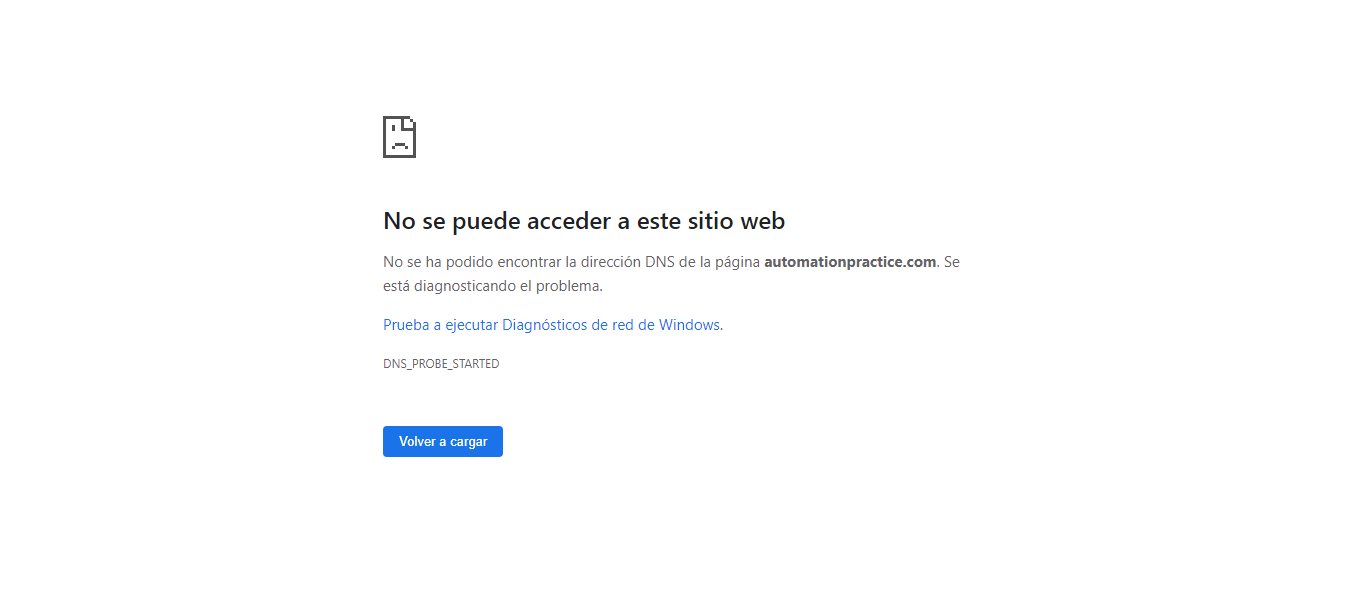 No se puede acceder a este sitio web
No se ha podido encontrar la dirección DNS de la página automationpractice.com. Se
está diagnosticando el problema.
Prueba a ejecutar Diagnósticos de red de Windows.
DNS_PROBE_STARTED
Volver a cargar